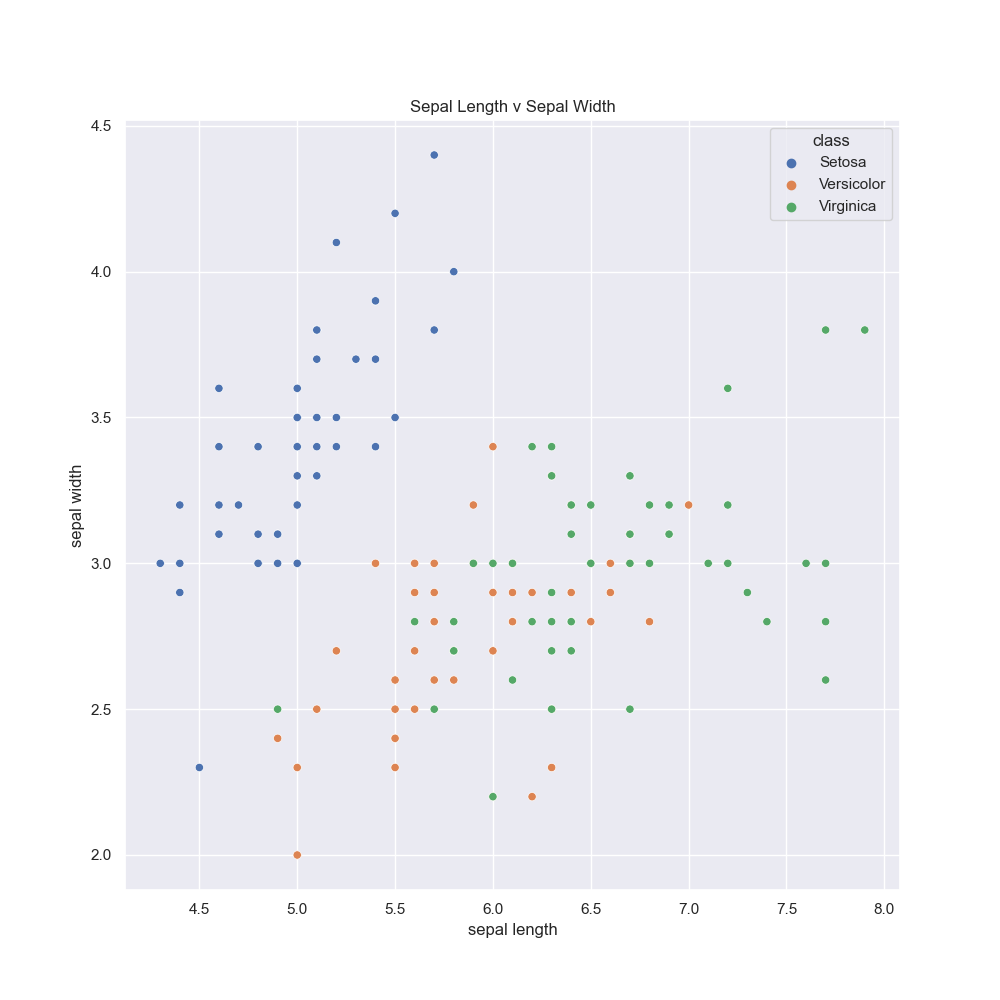 Sepal Length v Sepal Width
4.5
4.0
3.5
3.0
2.5
2.0
sepal width
class
Setosa
Versicolor
Virginica
4.5 5.0 5.5 6.0 6.5 7.0 7.5 8.0
sepal length